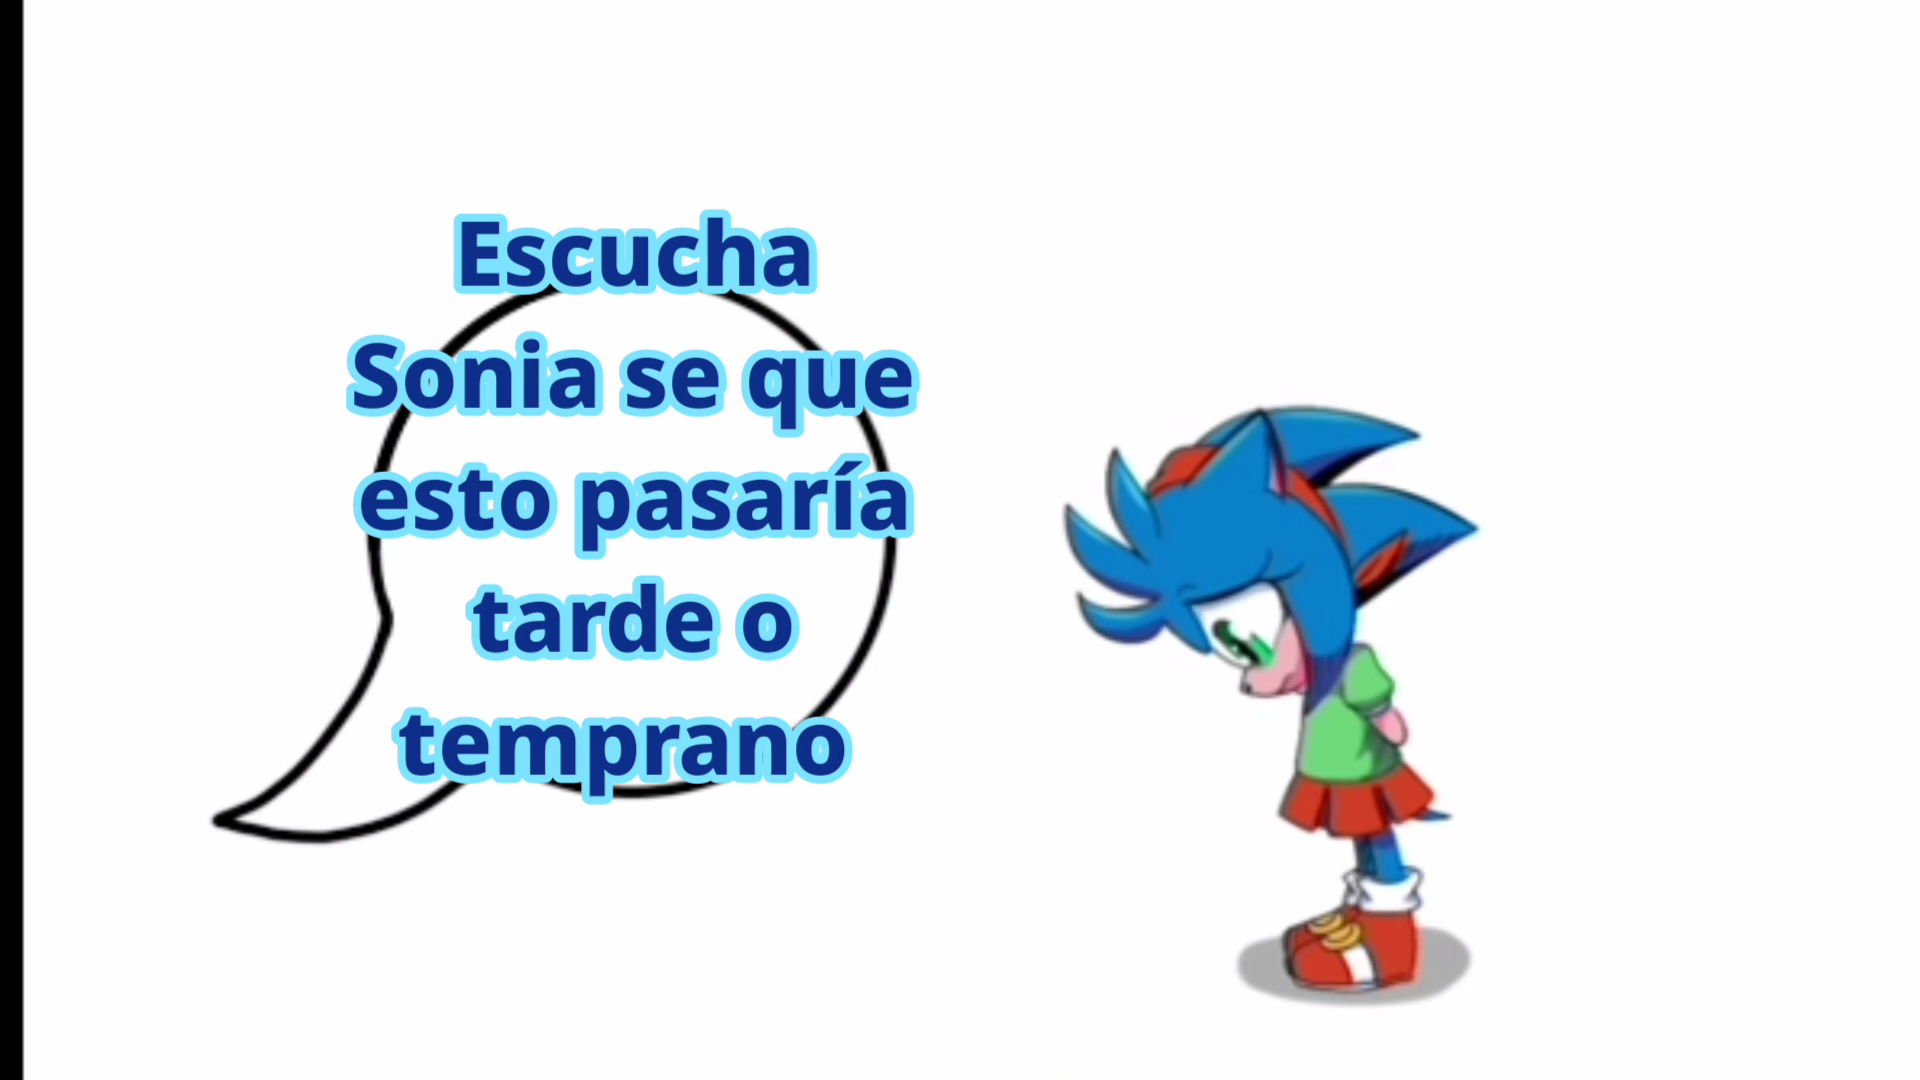 Escucha
Sonia se que
esto pasaría
tarde o
temprano